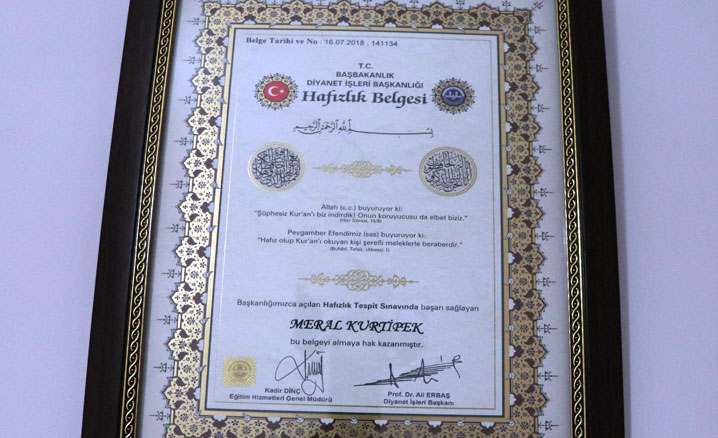 Belge Tarihi ve No : 16.07.2018 , 141134
T.C.
BAŞBAKANLIK
DİYANET İŞLERİ BAŞKANLIĞI
Hafızlık Belgesi
بسم الله الرحمن الرحيم
Allah (c.c.) buyuruyor ki:
"Şüphesiz Kur'an'ı biz indirdik! Onun koruyucusu da elbet biziz."
Peygamber Efendimiz (sas) buyuruyor ki:
"Hafız olup Kur'an'ı okuyan kişi şerefli meleklerle beraberdir."
Başkanlığımızca açılan Hafızlık Tespit Sınavında başarı sağlayan
MERAL KURTİPEK
bu belgeyi almaya hak kazanmıştır.
Kadir DİNÇ
Eğitim Hizmetleri Genel Müdürü
Prof. Dr. Ali ERBAŞ
Diyanet İşleri Başkanı